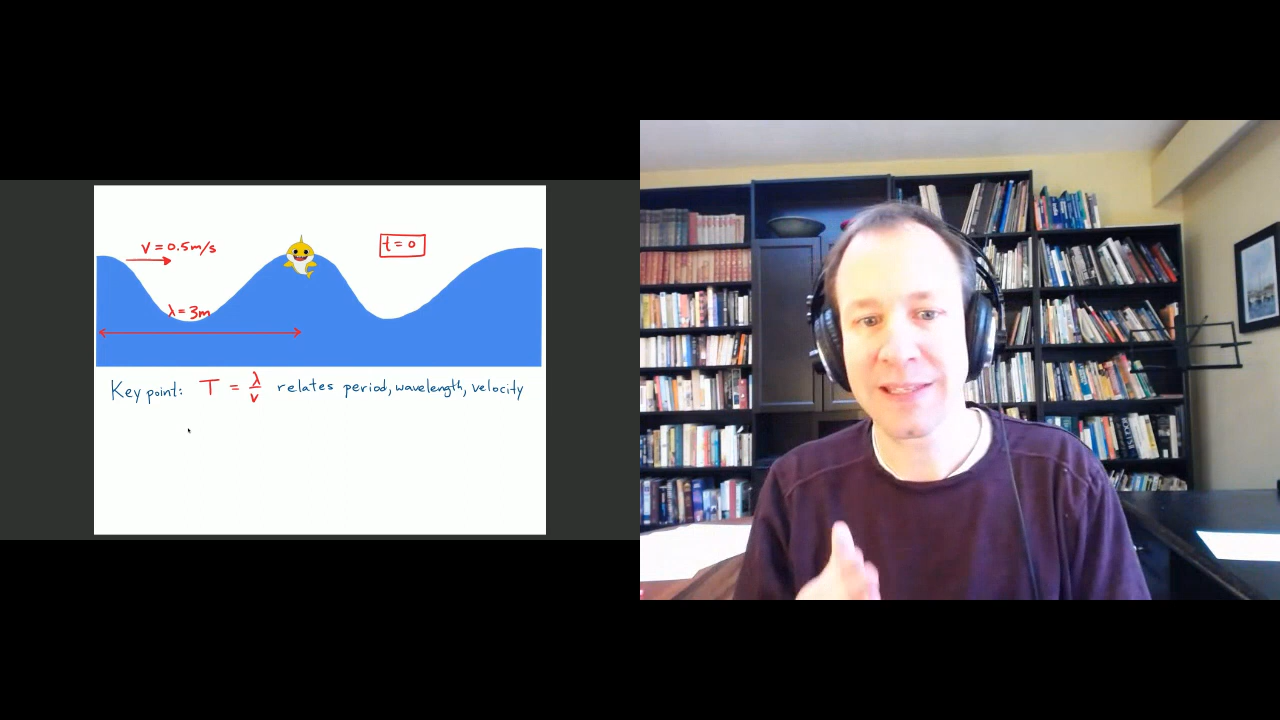 v = 0.5m/s
t = 0
λ = 3m
Key point: T = λ/v relates period, wavelength, velocity